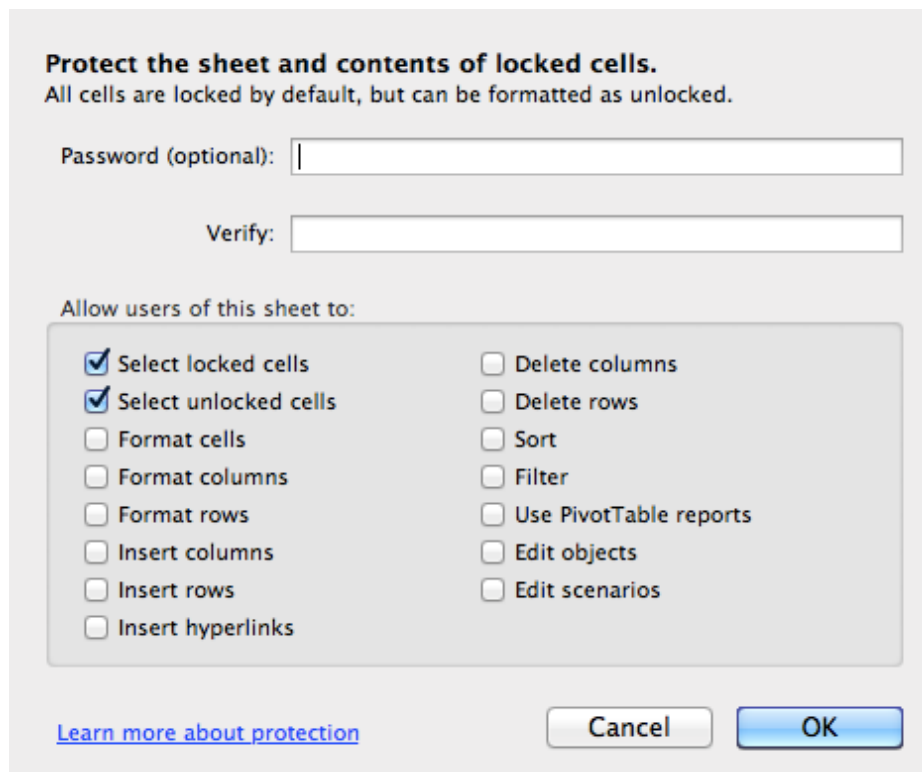 Protect the sheet and contents of locked cells.
All cells are locked by default, but can be formatted as unlocked.
Password (optional):
Verify:
Allow users of this sheet to:
Select locked cells
Select unlocked cells
Format cells
Format columns
Format rows
Insert columns
Insert rows
Insert hyperlinks
Delete columns
Delete rows
Sort
Filter
Use PivotTable reports
Edit objects
Edit scenarios
Learn more about protection
Cancel
OK